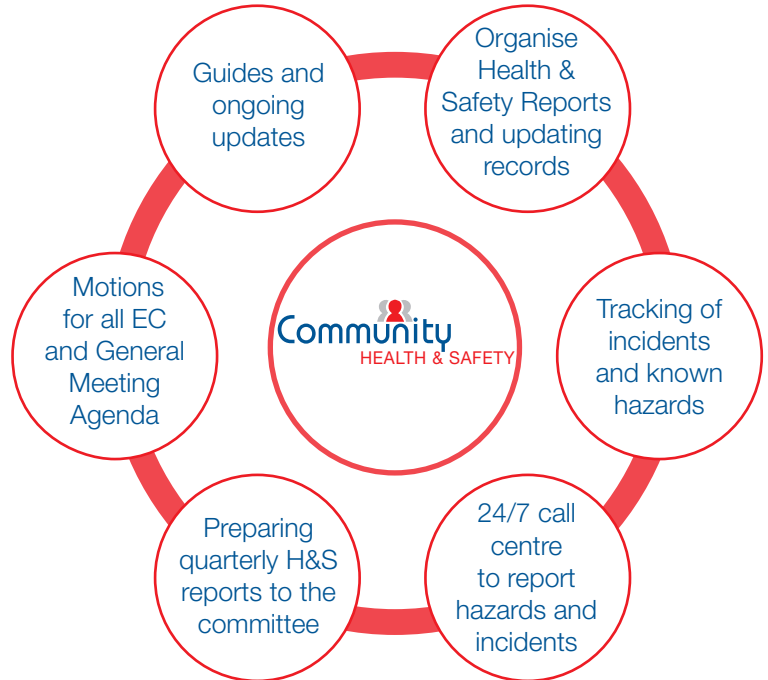 Guides and
ongoing
updates
Organise
Health &
Safety Reports
and updating
records
Motions
for all EC
and General
Meeting
Agenda
Community
HEALTH & SAFETY
Tracking of
incidents
and known
hazards
Preparing
quarterly H&S
reports to the
committee
24/7 call
centre
to report
hazards and
incidents